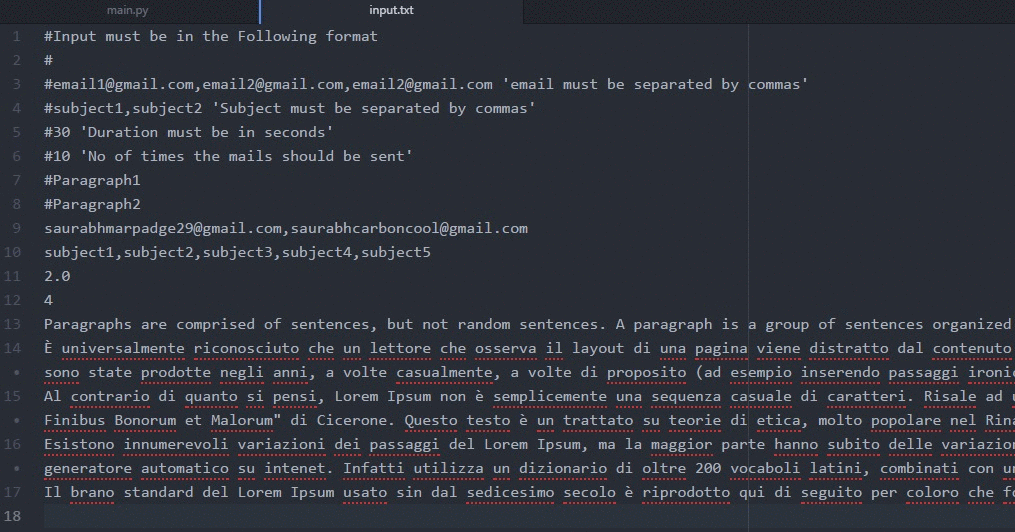 main.py
input.txt
1 #Input must be in the Following format
2 #
3 #email1@gmail.com,email2@gmail.com,email2@gmail.com 'email must be separated by commas'
4 #subject1,subject2 'Subject must be separated by commas'
5 #30 'Duration must be in seconds'
6 #10 'No of times the mails should be sent'
7 #Paragraph1
8 #Paragraph2
9 saurabhmarpadge29@gmail.com,saurabhcarboncool@gmail.com
10 subject1,subject2,subject3,subject4,subject5
11 2.0
12 4
13 Paragraphs are comprised of sentences, but not random sentences. A paragraph is a group of sentences organized
14 È universalmente riconosciuto che un lettore che osserva il layout di una pagina viene distratto dal contenuto
• sono state prodotte negli anni, a volte casualmente, a volte di proposito (ad esempio inserendo passaggi
15 Al contrario di quanto si pensi, Lorem Ipsum non è semplicemente una sequenza casuale di caratteri. Risale ad
• Finibus Bonorum et Malorum" di Cicerone. Questo testo è un trattato su teorie di etica, molto popolare nel
16 Esistono innumerevoli variazioni dei passaggi del Lorem Ipsum, ma la maggior parte hanno subito delle
• generatore automatico su intenet. Infatti utilizza un dizionario di oltre 200 vocaboli latini, combinati con
17 Il brano standard del Lorem Ipsum usato sin dal sedicesimo secolo è riprodotto qui di seguito per coloro che
18